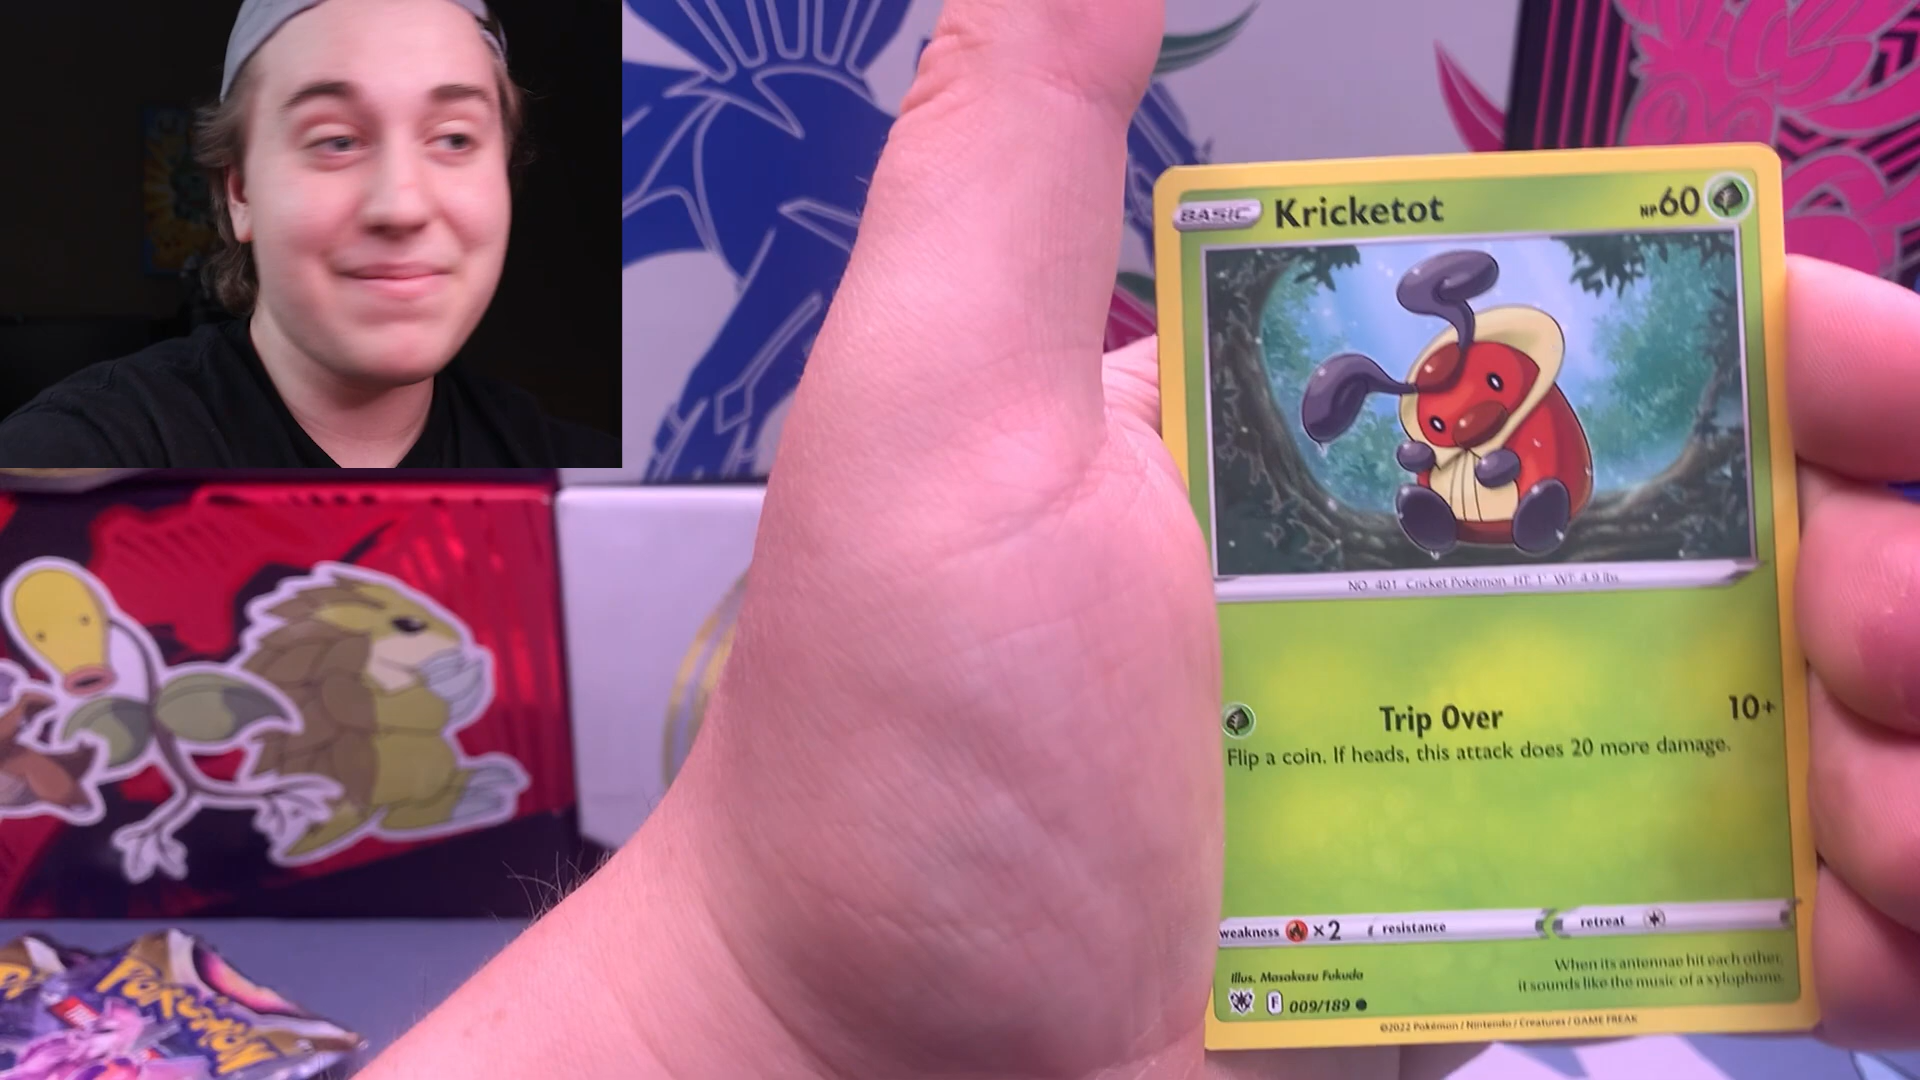 BASIC Kricketot HP60
NO. 401 Cricket Pokémon HT: 1' WT: 4.9 lbs
Trip Over 10+
Flip a coin. If heads, this attack does 20 more damage.
weakness ×2 resistance retreat
Illus. Masakazu Fukuda
When its antennae hit each other,
it sounds like the music of a xylophone.
F 009/189
©2022 Pokémon / Nintendo / Creatures / GAME FREAK
POKÉMON